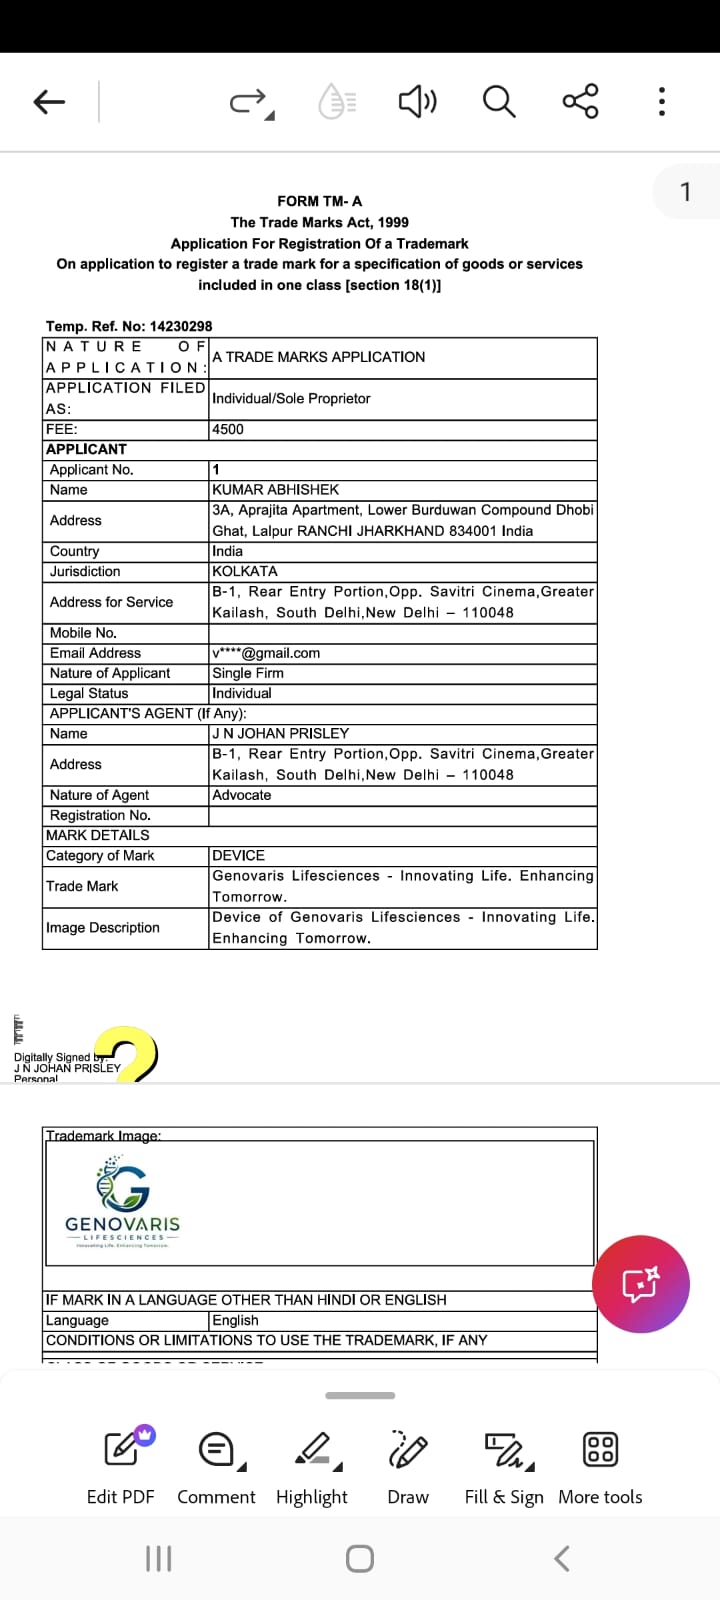 1
FORM TM- A
The Trade Marks Act, 1999
Application For Registration Of a Trademark
On application to register a trade mark for a specification of goods or services
included in one class [section 18(1)]
Temp. Ref. No: 14230298
NATURE OF
APPLICATION:
A TRADE MARKS APPLICATION
APPLICATION FILED
AS:
Individual/Sole Proprietor
FEE: 4500
APPLICANT
Applicant No. 1
Name KUMAR ABHISHEK
Address
3A, Aprajita Apartment, Lower Burduwan Compound Dhobi
Ghat, Lalpur RANCHI JHARKHAND 834001 India
Country India
Jurisdiction KOLKATA
Address for Service
B-1, Rear Entry Portion,Opp. Savitri Cinema,Greater
Kailash, South Delhi,New Delhi – 110048
Mobile No.
Email Address v****@gmail.com
Nature of Applicant Single Firm
Legal Status Individual
APPLICANT'S AGENT (If Any):
Name J N JOHAN PRISLEY
Address
B-1, Rear Entry Portion,Opp. Savitri Cinema,Greater
Kailash, South Delhi,New Delhi – 110048
Nature of Agent Advocate
Registration No.
MARK DETAILS
Category of Mark DEVICE
Trade Mark
Genovaris Lifesciences - Innovating Life. Enhancing
Tomorrow.
Image Description
Device of Genovaris Lifesciences - Innovating Life.
Enhancing Tomorrow.
Digitally Signed by:
J N JOHAN PRISLEY
Personal
Trademark Image:
GENOVARIS
LIFESCIENCES
Innovating Life. Enhancing Tomorrow.
IF MARK IN A LANGUAGE OTHER THAN HINDI OR ENGLISH
Language English
CONDITIONS OR LIMITATIONS TO USE THE TRADEMARK, IF ANY
Edit PDF Comment Highlight Draw Fill & Sign More tools